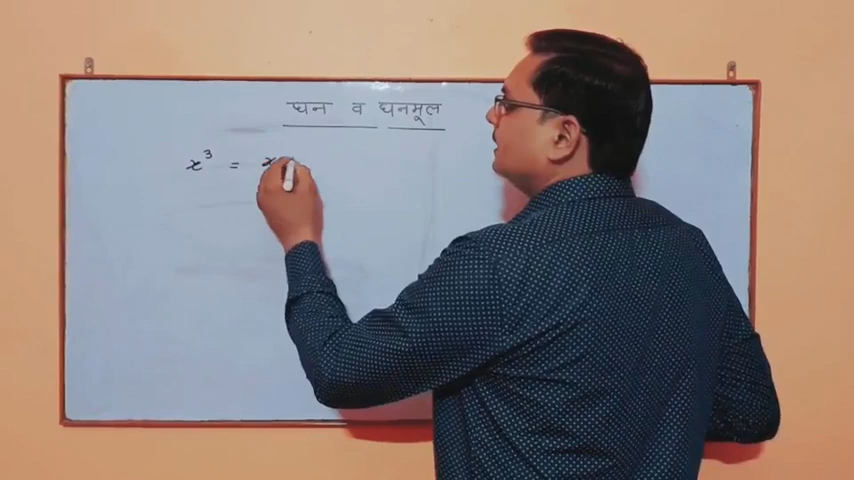 घन व घनमूल
x³ = x